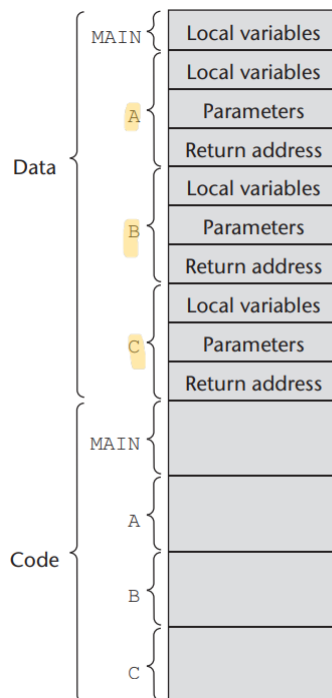 MAIN Local variables
Local variables
A Parameters
Return address
Data Local variables
B Parameters
Return address
Local variables
C Parameters
Return address
MAIN
A
Code
B
C